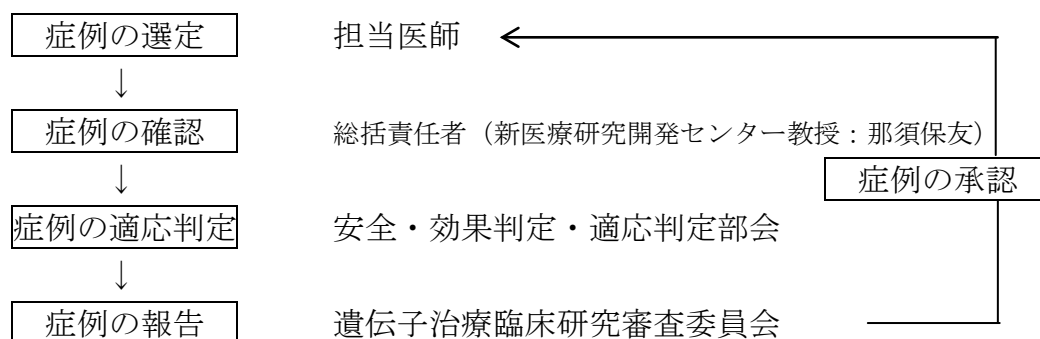 症例の選定 担当医師
↓
症例の確認 総括責任者（新医療研究開発センター教授：那須保友）
↓
症例の承認
症例の適応判定 安全・効果判定・適応判定部会
↓
症例の報告 遺伝子治療臨床研究審査委員会